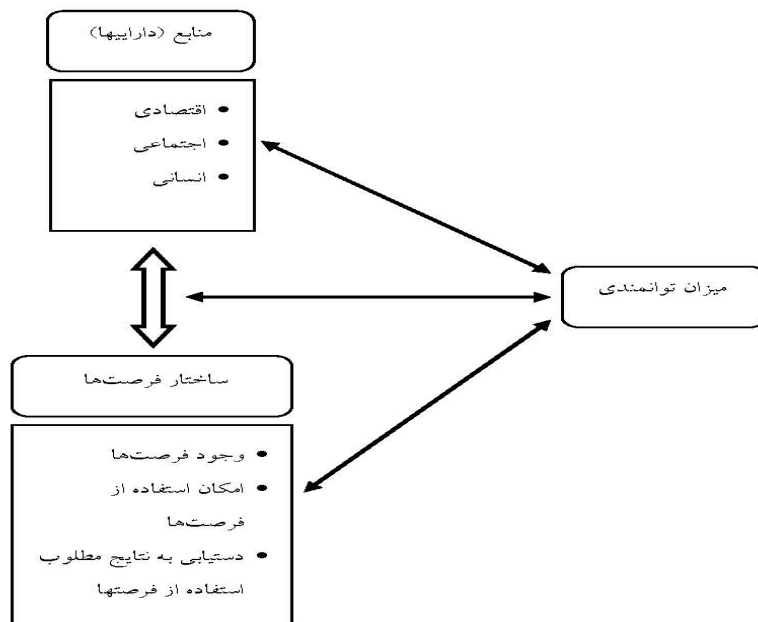 منابع (داراییها)
• اقتصادی
• اجتماعی
• انسانی
میزان توانمندی
ساختار فرصت‌ها
• وجود فرصت‌ها
• امکان استفاده از
فرصت‌ها
• دستیابی به نتایج مطلوب
استفاده از فرصتها